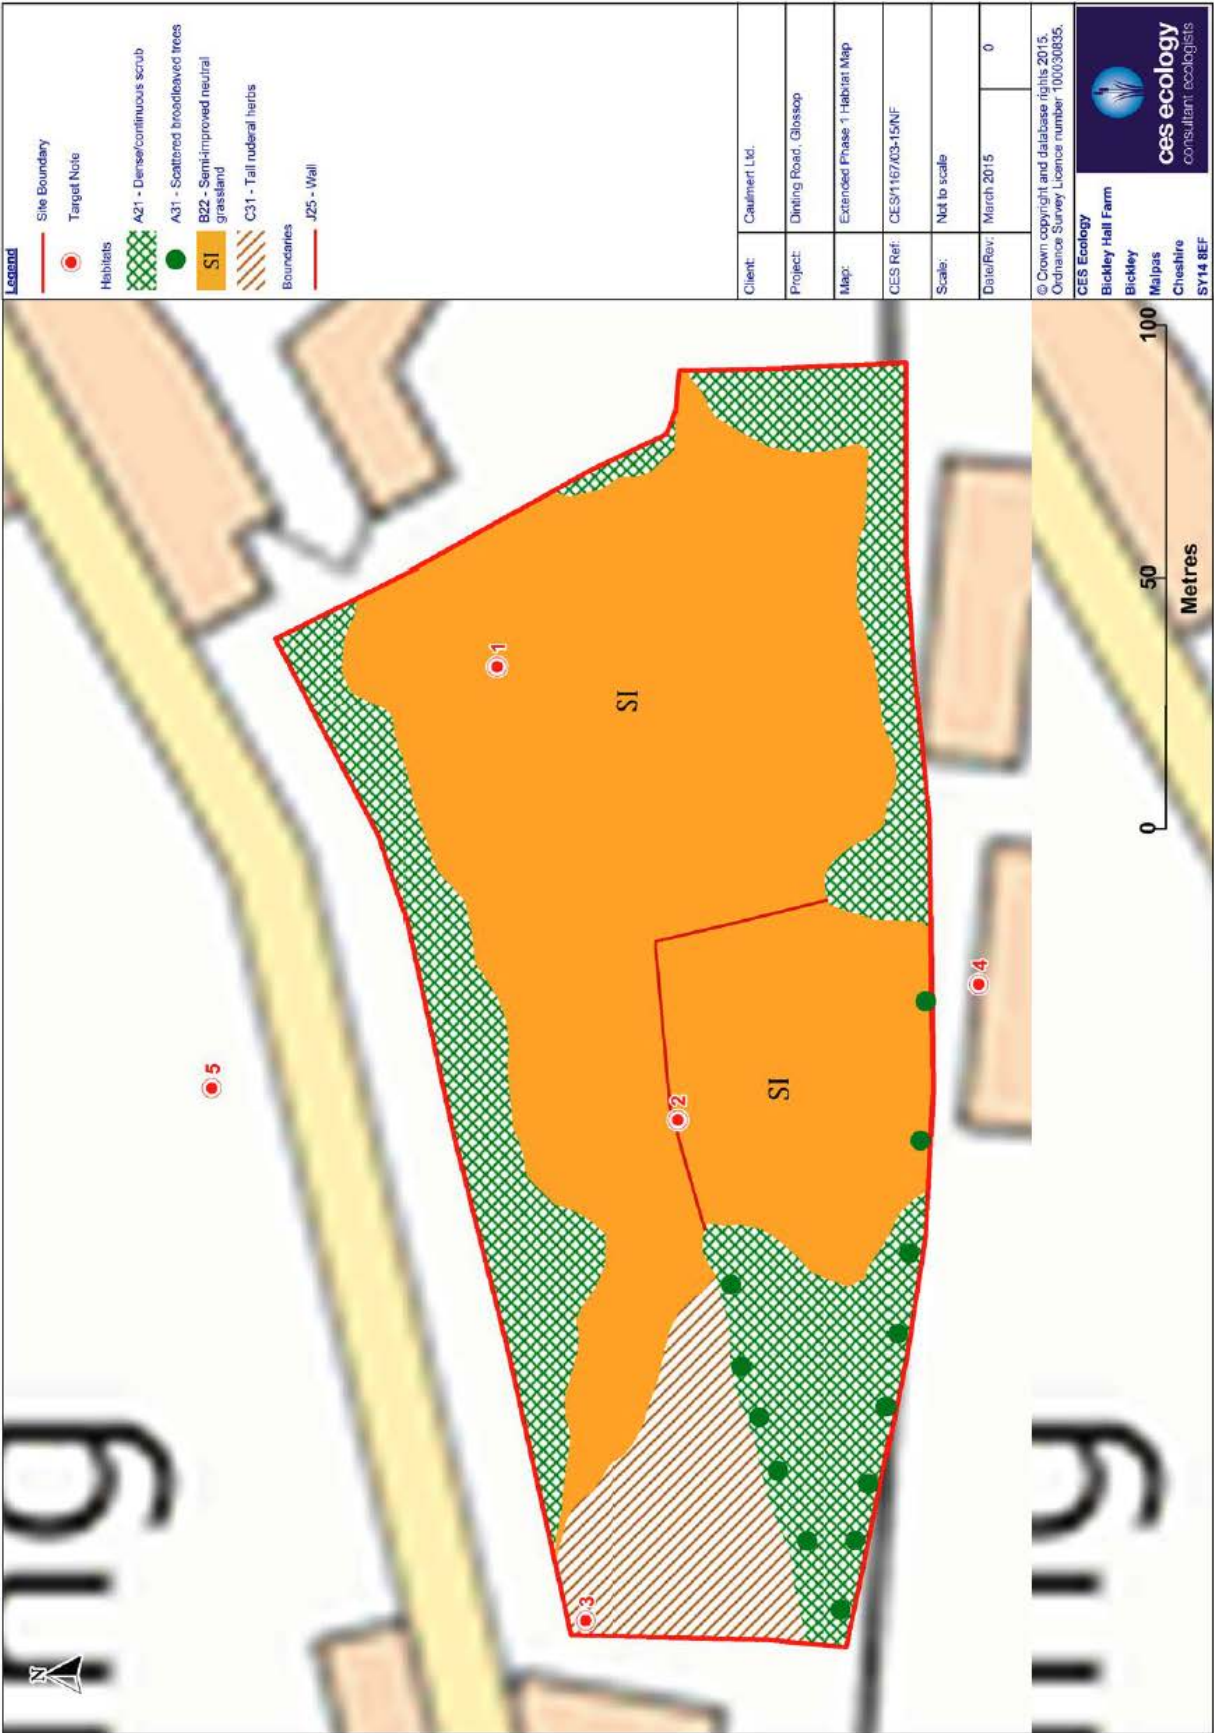 Legend
Site Boundary
Target Note
Habitats
A21 - Dense/continuous scrub
A31 - Scattered broadleaved trees
SI
B22 - Semi-improved neutral
grassland
C31 - Tall ruderal herbs
Boundaries
J25 - Wall
Client: Caulmert Ltd.
Project: Dinting Road, Glossop
Map: Extended Phase 1 Habitat Map
CES Ref: CES/1167/03-15/NF
Scale: Not to scale
Date/Rev: March 2015 0
© Crown copyright and database rights 2015.
Ordnance Survey Licence number 100030835.
CES Ecology
Bickley Hall Farm
Bickley
Malpas
Cheshire
SY14 8EF
ces ecology
consultant ecologists
N
5
1
SI
2
SI
3
4
0 50 100
Metres